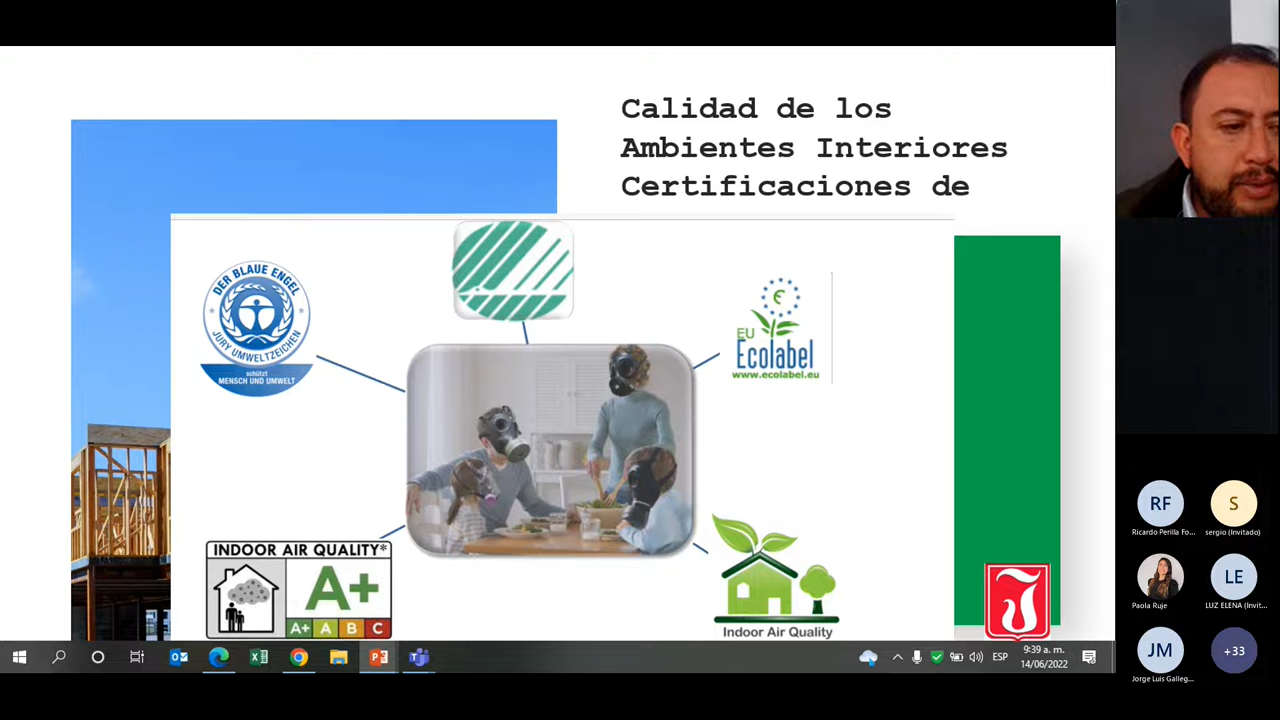 Calidad de los
Ambientes Interiores
Certificaciones de
DER BLAUE ENGEL
JURY UMWELTZEICHEN
schützt
MENSCH UND UMWELT
EU
Ecolabel
www.ecolabel.eu
INDOOR AIR QUALITY*
A+
A+ A B C
Indoor Air Quality
RF
Ricardo Perilla Fo...
S
sergio (Invitado)
Paola Ruje
LE
LUZ ELENA (Invit...
JM
Jorge Luis Galleg...
+33
ESP
9:39 a. m.
14/06/2022